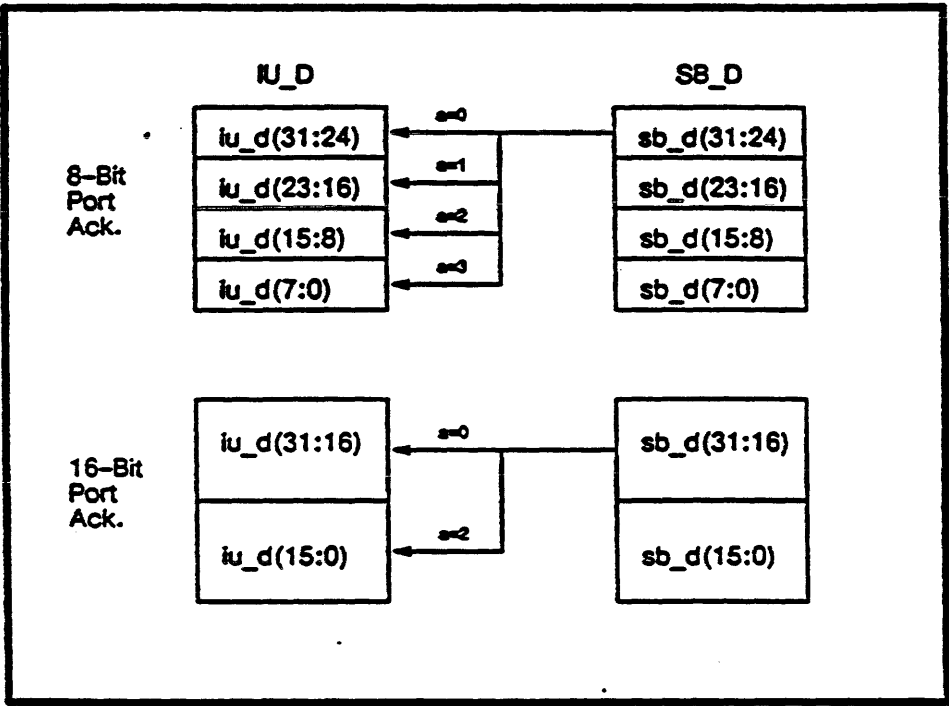 IU_D SB_D
8-Bit
Port
Ack.
iu_d(31:24) a=0 sb_d(31:24)
iu_d(23:16) a=1 sb_d(23:16)
iu_d(15:8) a=2 sb_d(15:8)
iu_d(7:0) a=3 sb_d(7:0)
16-Bit
Port
Ack.
iu_d(31:16) a=0 sb_d(31:16)
iu_d(15:0) a=2 sb_d(15:0)